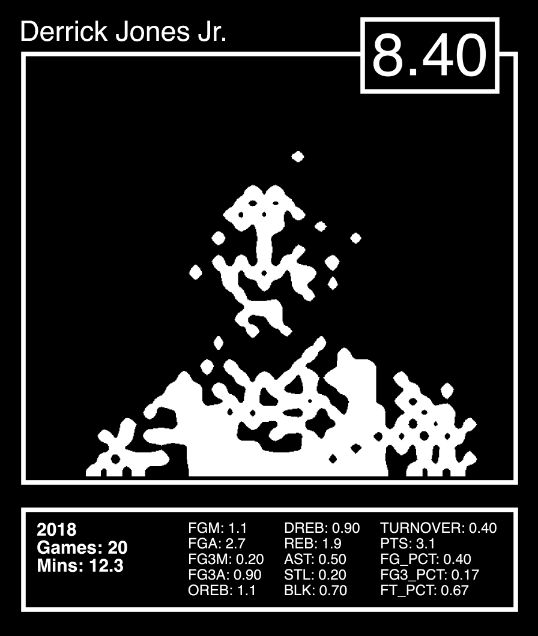 Derrick Jones Jr.
8.40
2018
Games: 20
Mins: 12.3
FGM: 1.1
FGA: 2.7
FG3M: 0.20
FG3A: 0.90
OREB: 1.1
DREB: 0.90
REB: 1.9
AST: 0.50
STL: 0.20
BLK: 0.70
TURNOVER: 0.40
PTS: 3.1
FG_PCT: 0.40
FG3_PCT: 0.17
FT_PCT: 0.67